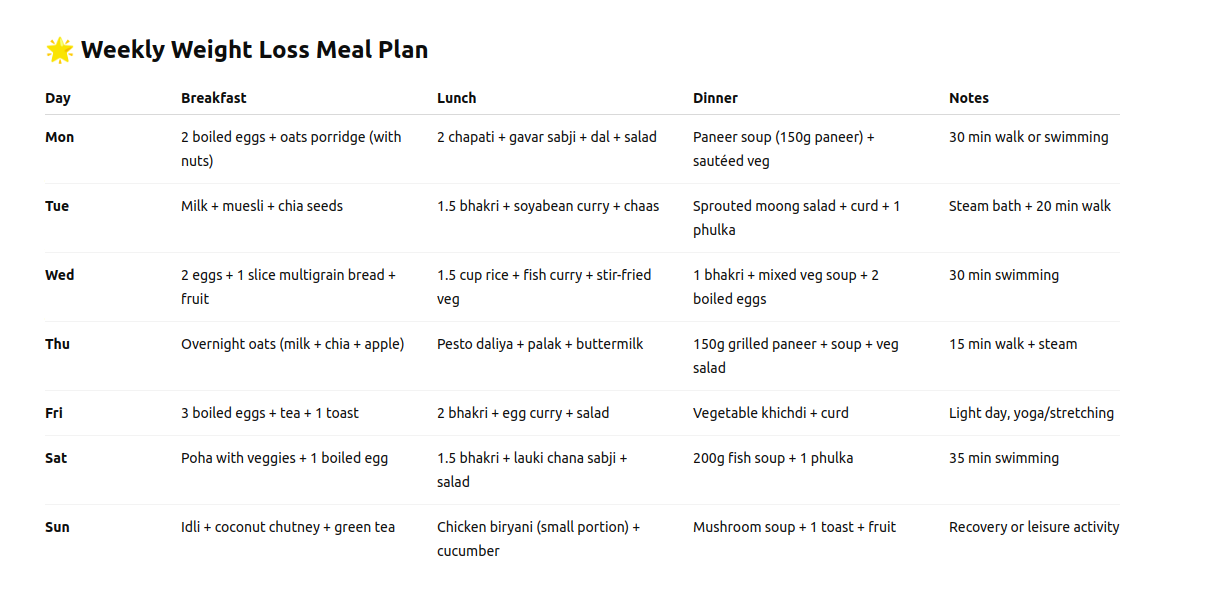 🌟 Weekly Weight Loss Meal Plan
Day Breakfast Lunch Dinner Notes
Mon 2 boiled eggs + oats porridge (with 2 chapati + gavar sabji + dal + salad Paneer soup (150g paneer) + 30 min walk or swimming
nuts) sautéed veg
Tue Milk + muesli + chia seeds 1.5 bhakri + soyabean curry + chaas Sprouted moong salad + curd + 1 Steam bath + 20 min walk
phulka
Wed 2 eggs + 1 slice multigrain bread + 1.5 cup rice + fish curry + stir-fried 1 bhakri + mixed veg soup + 2 30 min swimming
fruit veg boiled eggs
Thu Overnight oats (milk + chia + apple) Pesto daliya + palak + buttermilk 150g grilled paneer + soup + veg 15 min walk + steam
salad
Fri 3 boiled eggs + tea + 1 toast 2 bhakri + egg curry + salad Vegetable khichdi + curd Light day, yoga/stretching
Sat Poha with veggies + 1 boiled egg 1.5 bhakri + lauki chana sabji + 200g fish soup + 1 phulka 35 min swimming
salad
Sun Idli + coconut chutney + green tea Chicken biryani (small portion) + Mushroom soup + 1 toast + fruit Recovery or leisure activity
cucumber